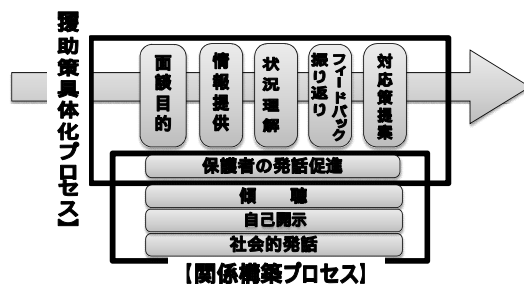 援助策具体化プロセス】
面談目的
情報提供
状況理解
フィードバック
振り返り
対応策提案
保護者の発話促進
傾　聴
自己開示
社会的発話
【関係構築プロセス】